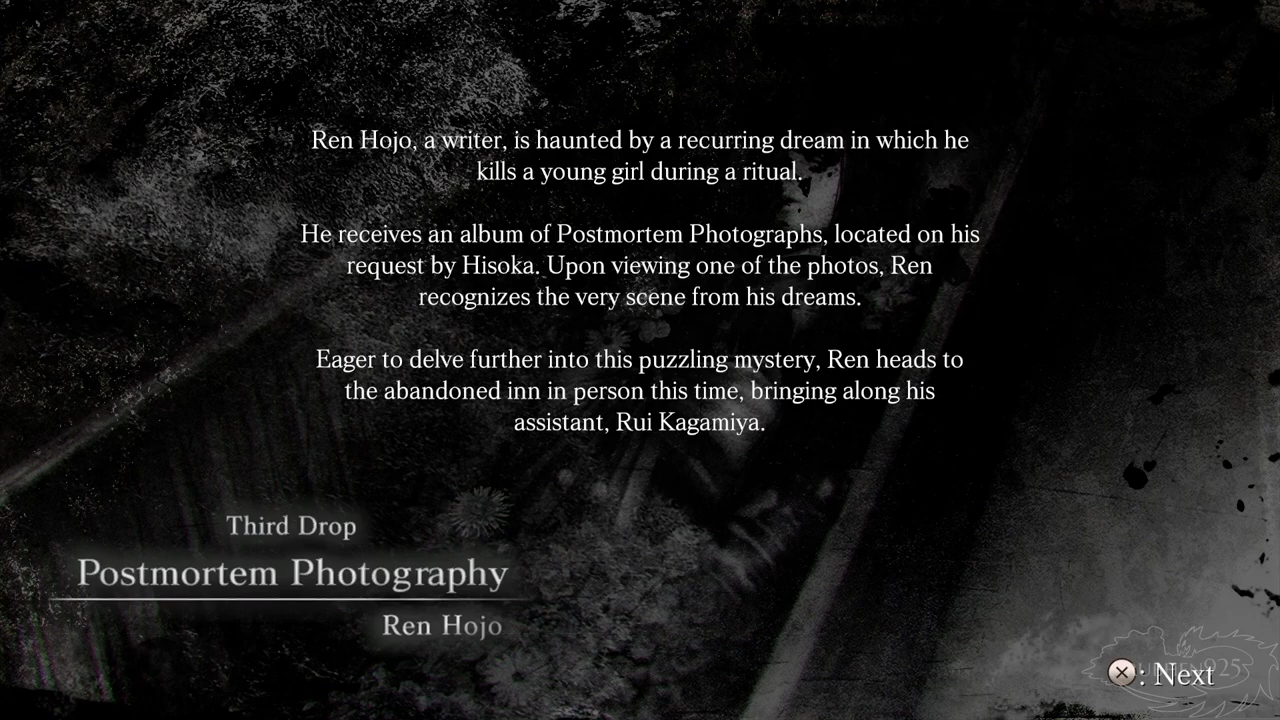 Ren Hojo, a writer, is haunted by a recurring dream in which he
kills a young girl during a ritual.
He receives an album of Postmortem Photographs, located on his
request by Hisoka. Upon viewing one of the photos, Ren
recognizes the very scene from his dreams.
Eager to delve further into this puzzling mystery, Ren heads to
the abandoned inn in person this time, bringing along his
assistant, Rui Kagamiya.
Third Drop
Postmortem Photography
Ren Hojo
: Next